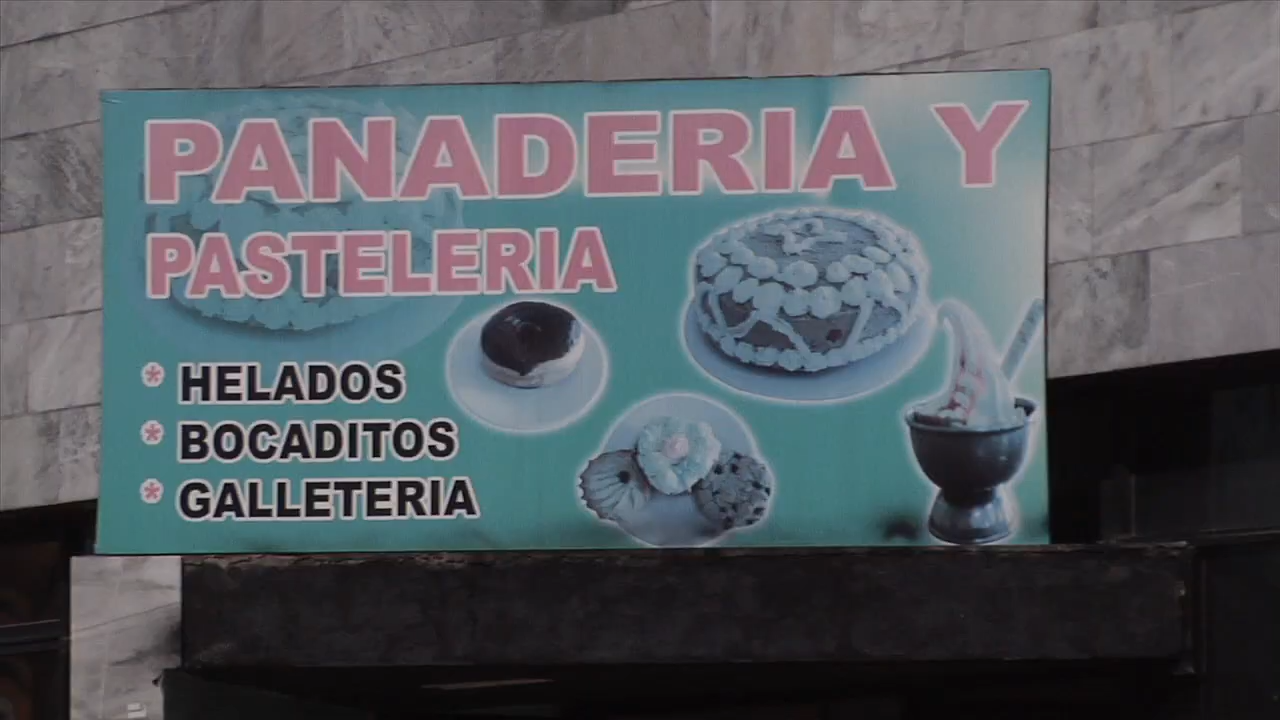 PANADERIA Y
PASTELERIA
* HELADOS
* BOCADITOS
* GALLETERIA